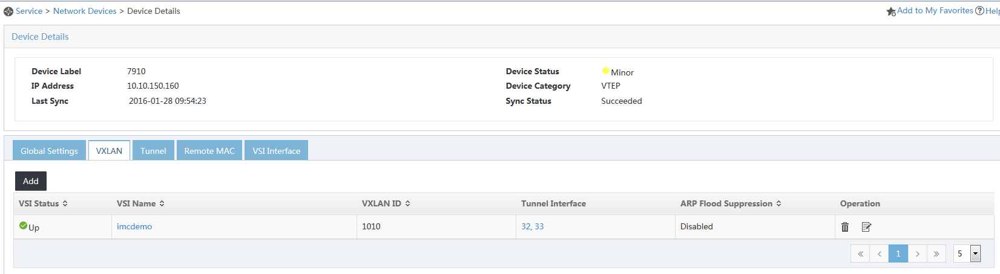 Service > Network Devices > Device Details
Add to My Favorites Help
Device Details
Device Label 7910 Device Status Minor
IP Address 10.10.150.160 Device Category VTEP
Last Sync 2016-01-28 09:54:23 Sync Status Succeeded
Global Settings VXLAN Tunnel Remote MAC VSI Interface
Add
VSI Status VSI Name VXLAN ID Tunnel Interface ARP Flood Suppression Operation
Up imcdemo 1010 32, 33 Disabled
« < 1 > » 5